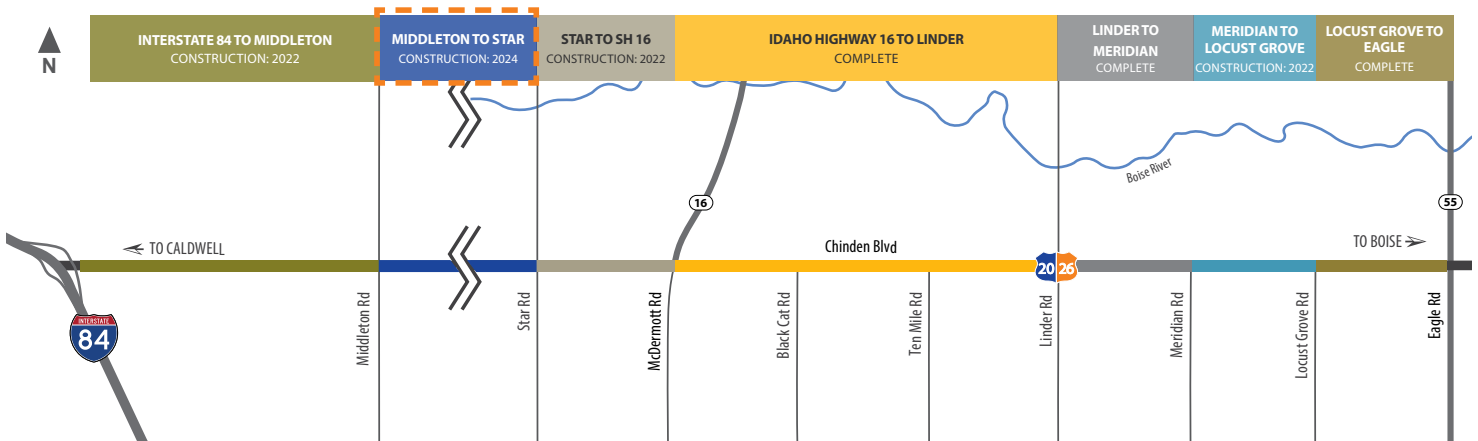 INTERSTATE 84 TO MIDDLETON
CONSTRUCTION: 2022
MIDDLETON TO STAR
CONSTRUCTION: 2024
STAR TO SH 16
CONSTRUCTION: 2022
IDAHO HIGHWAY 16 TO LINDER
COMPLETE
LINDER TO
MERIDIAN
COMPLETE
MERIDIAN TO
LOCUST GROVE
CONSTRUCTION: 2022
LOCUST GROVE TO
EAGLE
COMPLETE
N
Boise River
16
55
TO CALDWELL
Chinden Blvd
TO BOISE
20
26
INTERSTATE
84
Middleton Rd
Star Rd
McDermott Rd
Black Cat Rd
Ten Mile Rd
Linder Rd
Meridian Rd
Locust Grove Rd
Eagle Rd